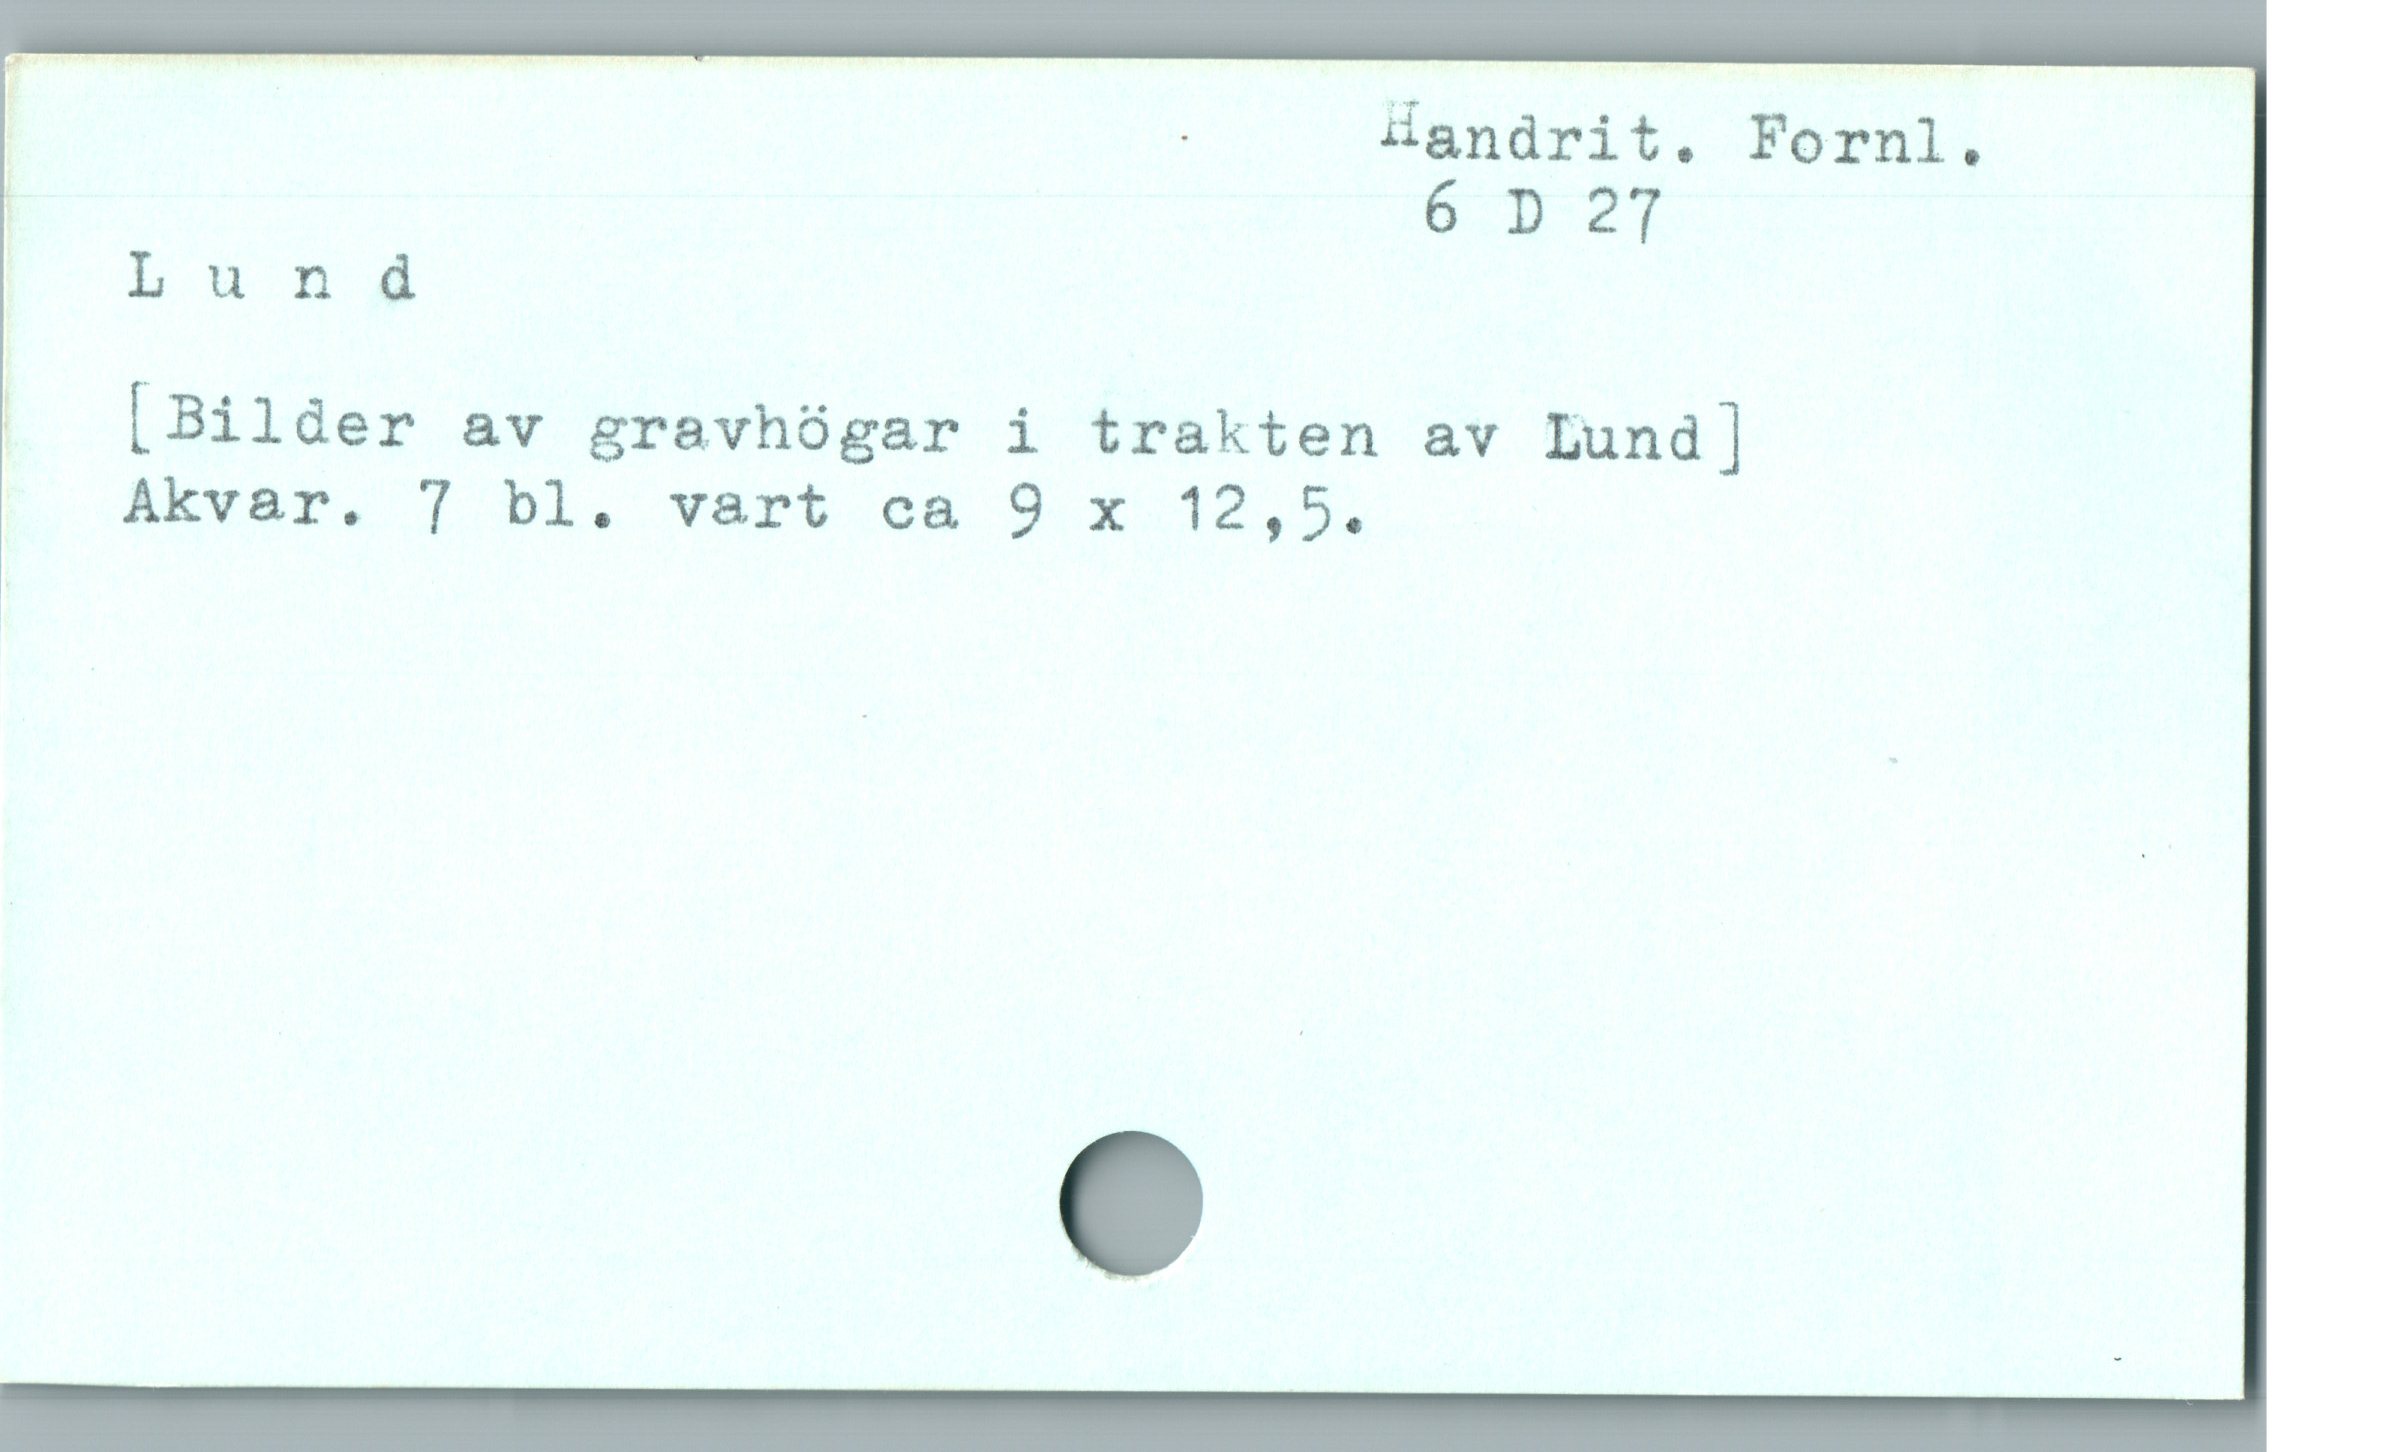 Handrit. Fornl.
6 D 27
L u n d
[Bilder av gravhögar i trakten av Lund]
Akvar. 7 bl. vart ca 9 x 12,5.